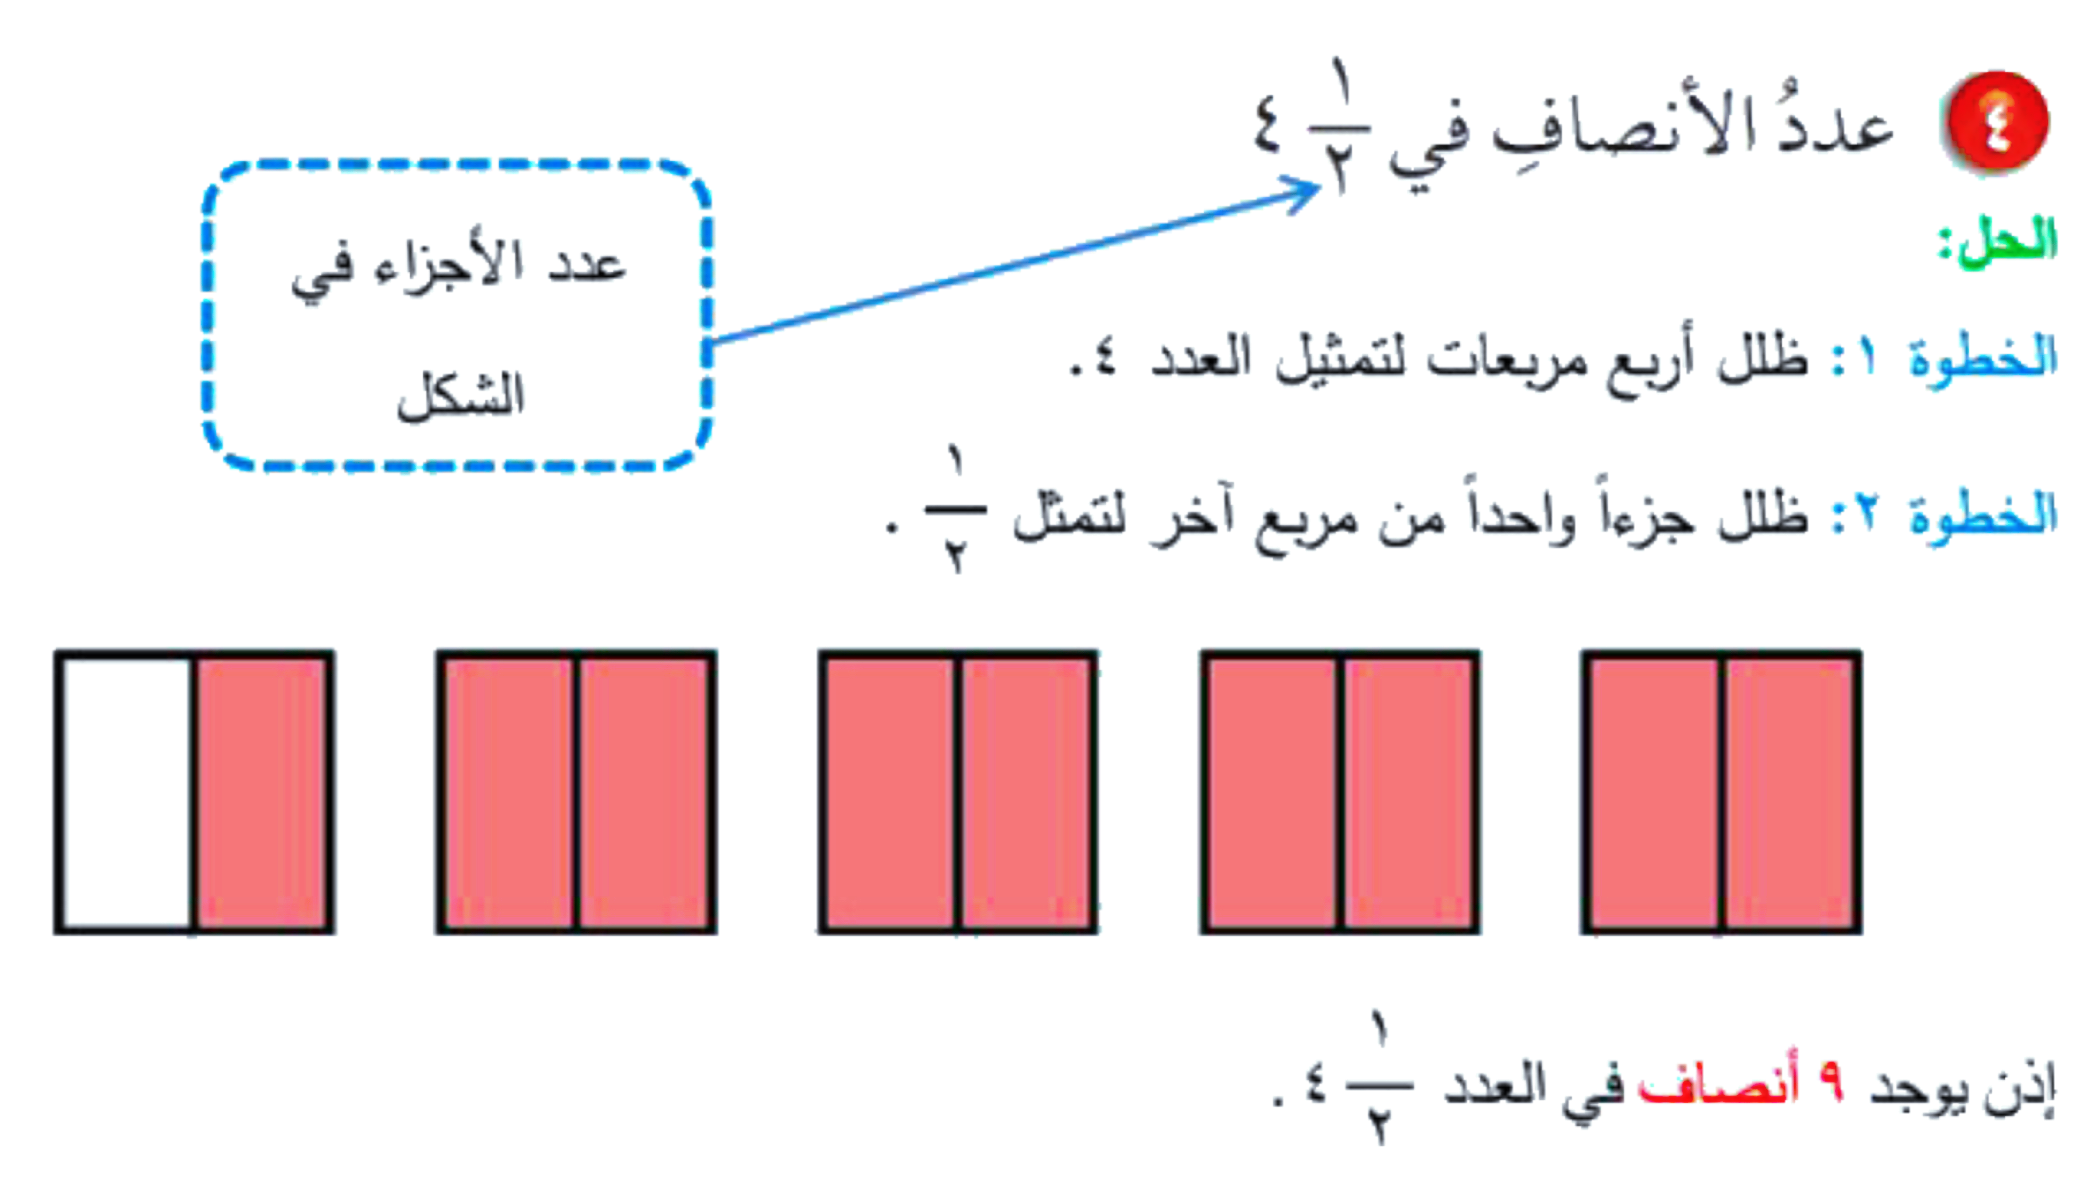 ٤ عددُ الأنصافِ في ٤ ١/٢
الحل:
عدد الأجزاء في
الشكل
الخطوة ١: ظلل أربع مربعات لتمثيل العدد ٤.
الخطوة ٢: ظلل جزءاً واحداً من مربع آخر لتمثل ١/٢ .
إذن يوجد ٩ أنصاف في العدد ٤ ١/٢ .